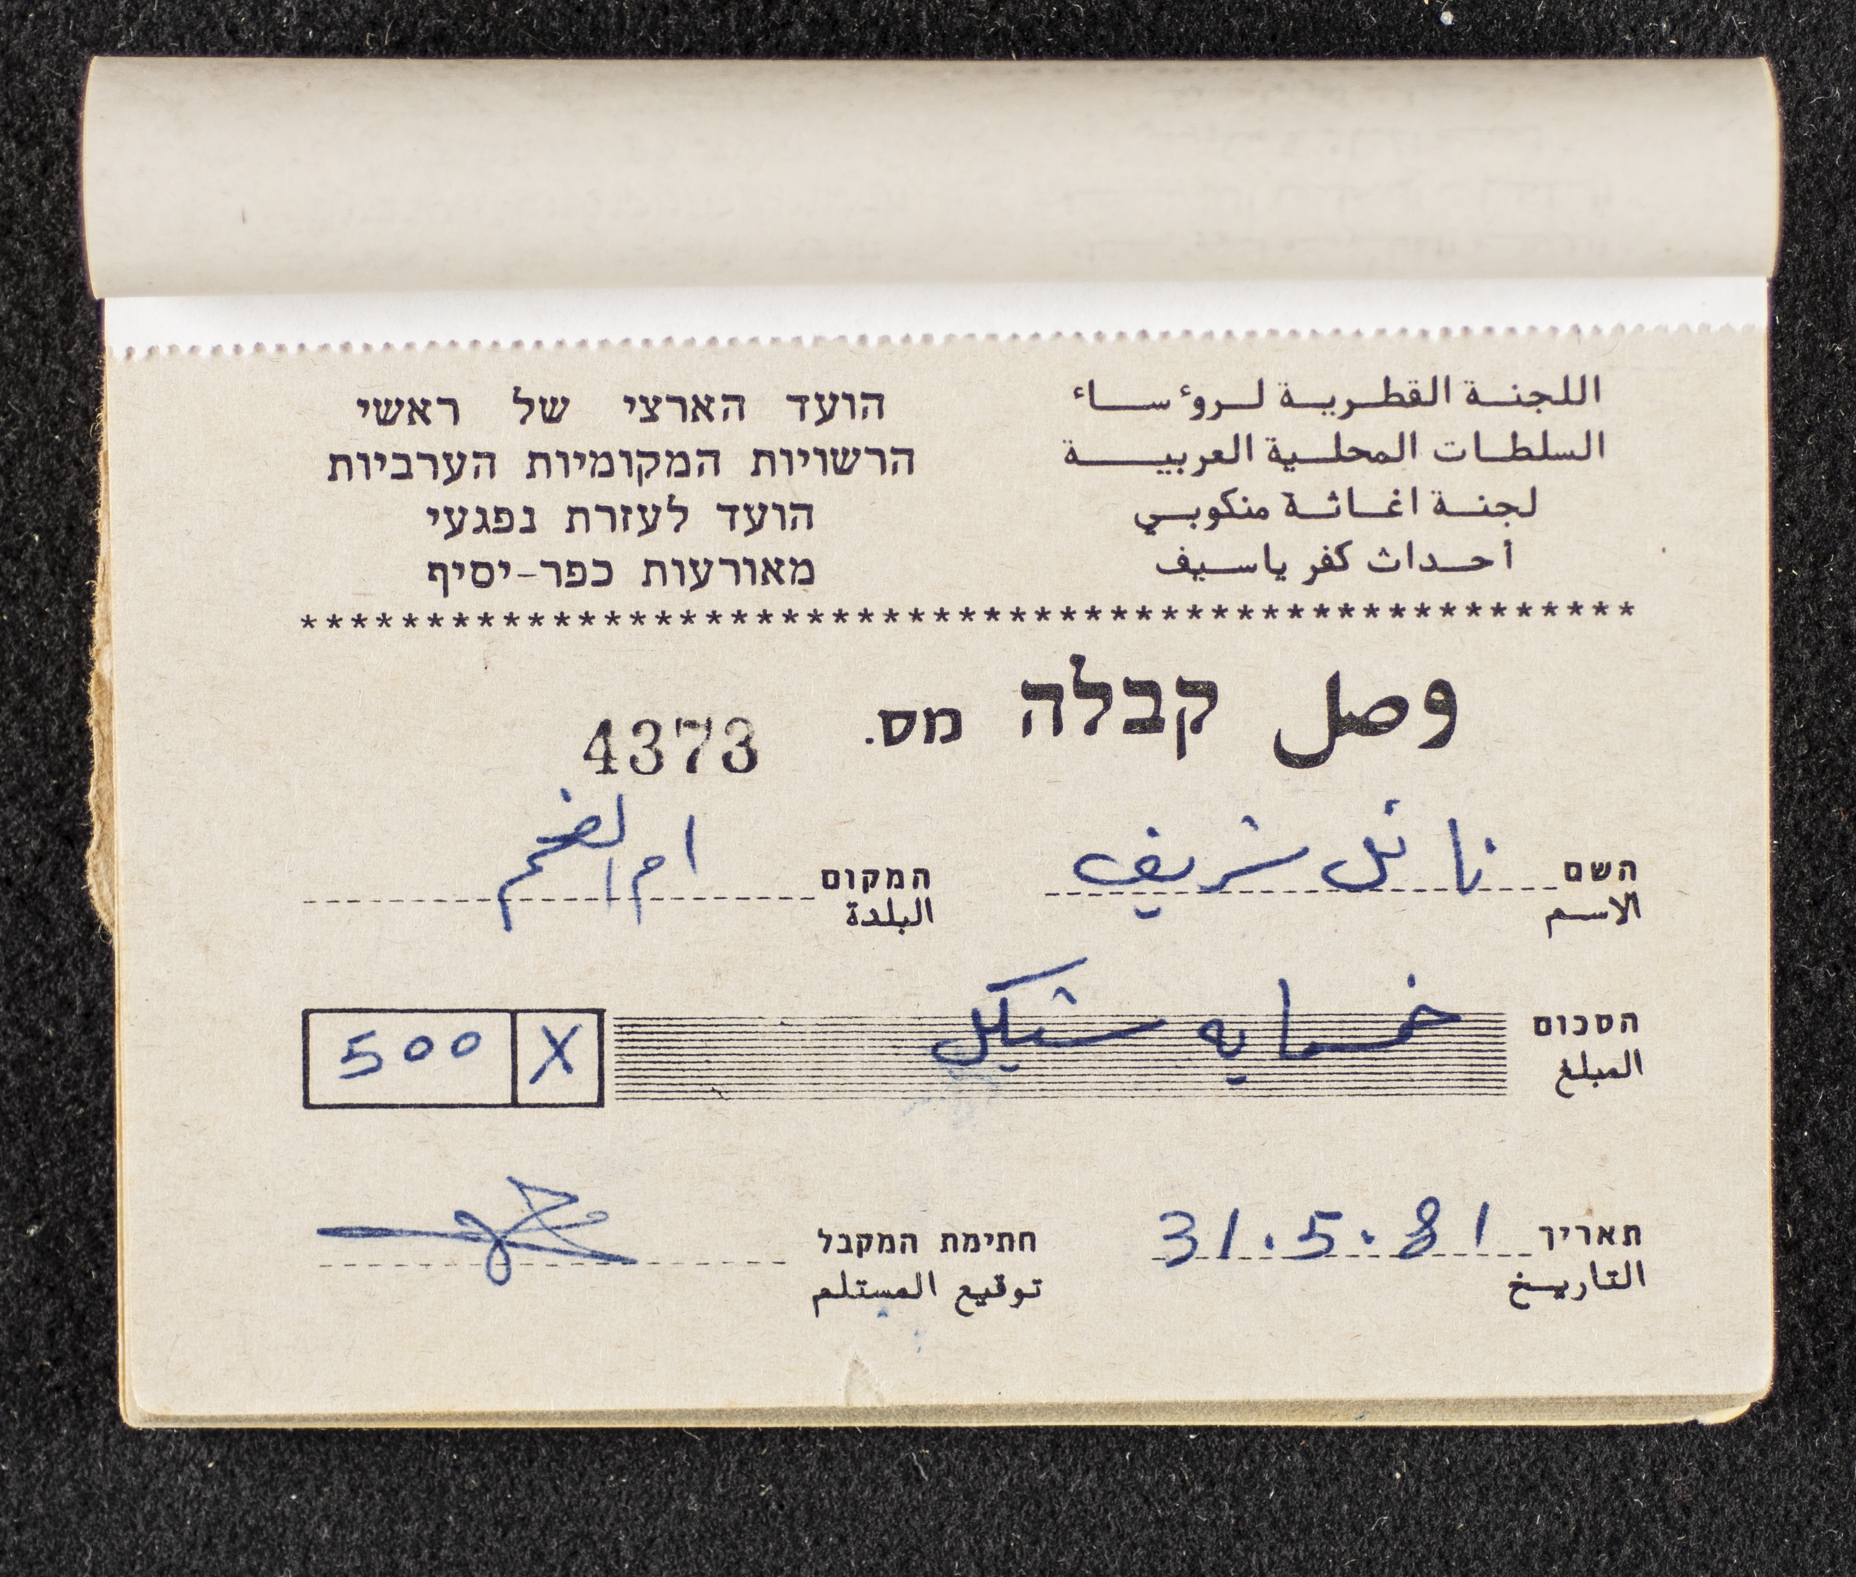 اللجنة القطرية لروءساء
السلطات المحلية العربية
لجنة اغاثة منكوبي
أحداث كفر ياسيف
הועד הארצי של ראשי
הרשויות המקומיות הערביות
הועד לעזרת נפגעי
מאורעות כפר-יסיף
*****************************************************
وصل קבלה מס. 4373
השם نائل شريف המקום ام الفحم
الاسم البلدة
הסכום خمسمايه شيكل X 500
المبلغ
תאריך 31.5.81 חתימת המקבל
التاريخ توقيع المستلم